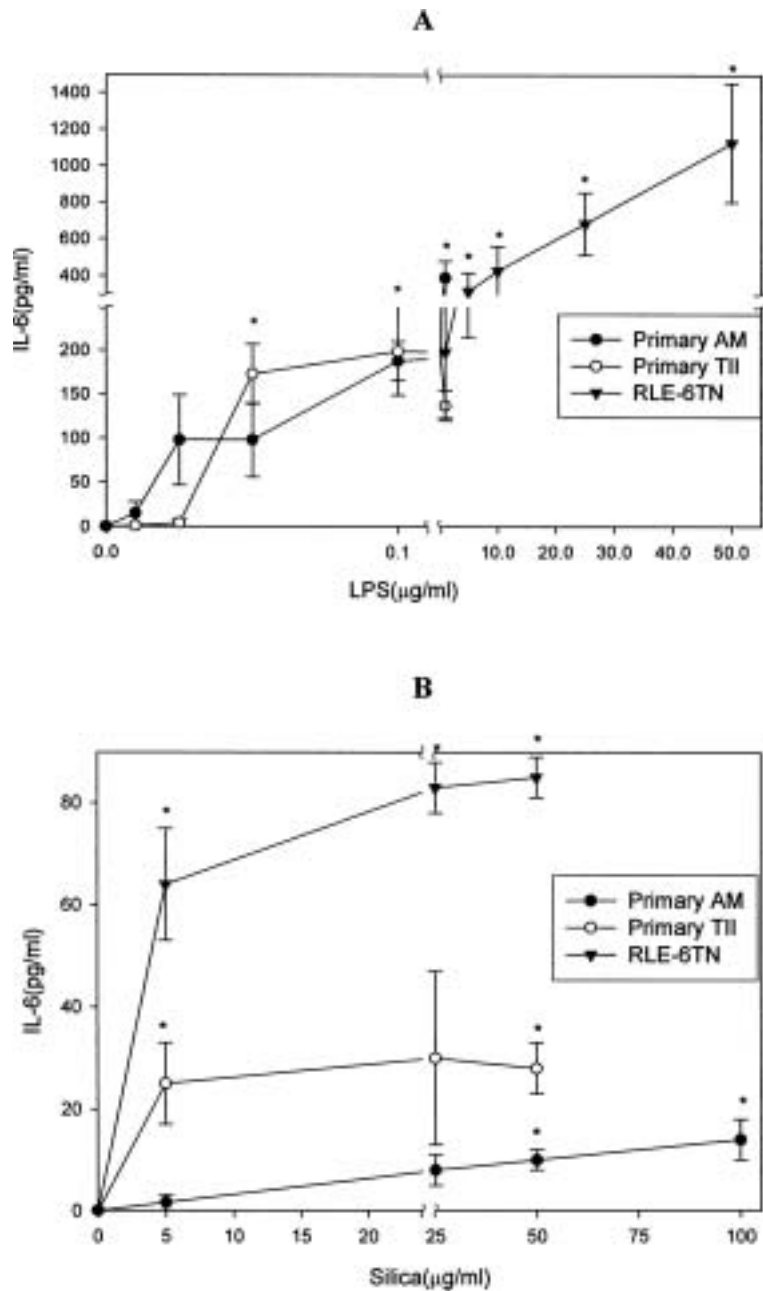 A
1400
1200
1000
800
600
400
200
150
100
50
0
IL-6(pg/ml)
* * * * * * *
Primary AM
Primary TII
RLE-6TN
0.0 0.1 10.0 20.0 30.0 40.0 50.0
LPS(µg/ml)
B
80
60
40
20
0
IL-6(pg/ml)
* * * * * * *
Primary AM
Primary TII
RLE-6TN
0 5 10 15 20 25 50 75 100
Silica(µg/ml)